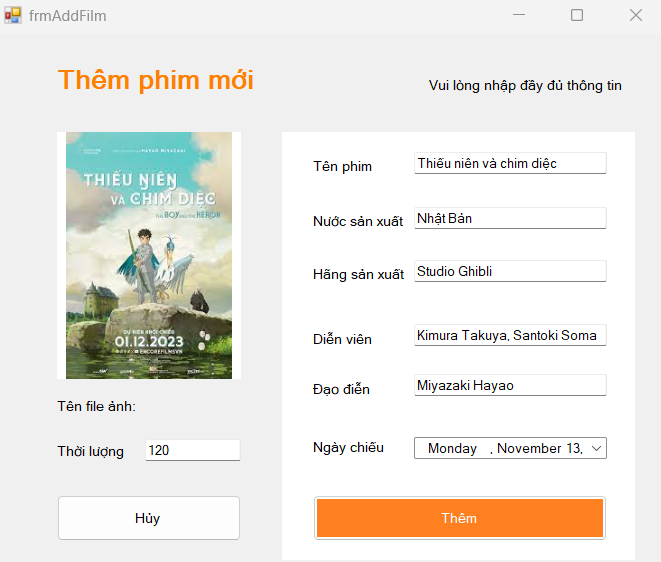 frmAddFilm
Thêm phim mới
Vui lòng nhập đầy đủ thông tin
HAYAO MIYAZAKI
THIẾU NIÊN
VÀ CHIM DIỆC
THE BOY AND THE HERON
DỰ KIẾN KHỞI CHIẾU
01.12.2023
Tên file ảnh:
Thời lượng
120
Hủy
Tên phim
Thiếu niên và chim diệc
Nước sản xuất
Nhật Bản
Hãng sản xuất
Studio Ghibli
Diễn viên
Kimura Takuya, Santoki Soma
Đạo điễn
Miyazaki Hayao
Ngày chiếu
Monday , November 13,
Thêm